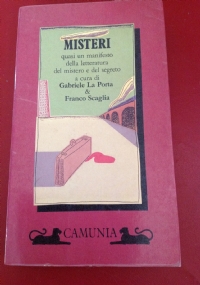 MISTERI
quasi un manifesto
della letteratura
del mistero e del segreto
a cura di
Gabriele La Porta
&
Franco Scaglia
CAMUNIA